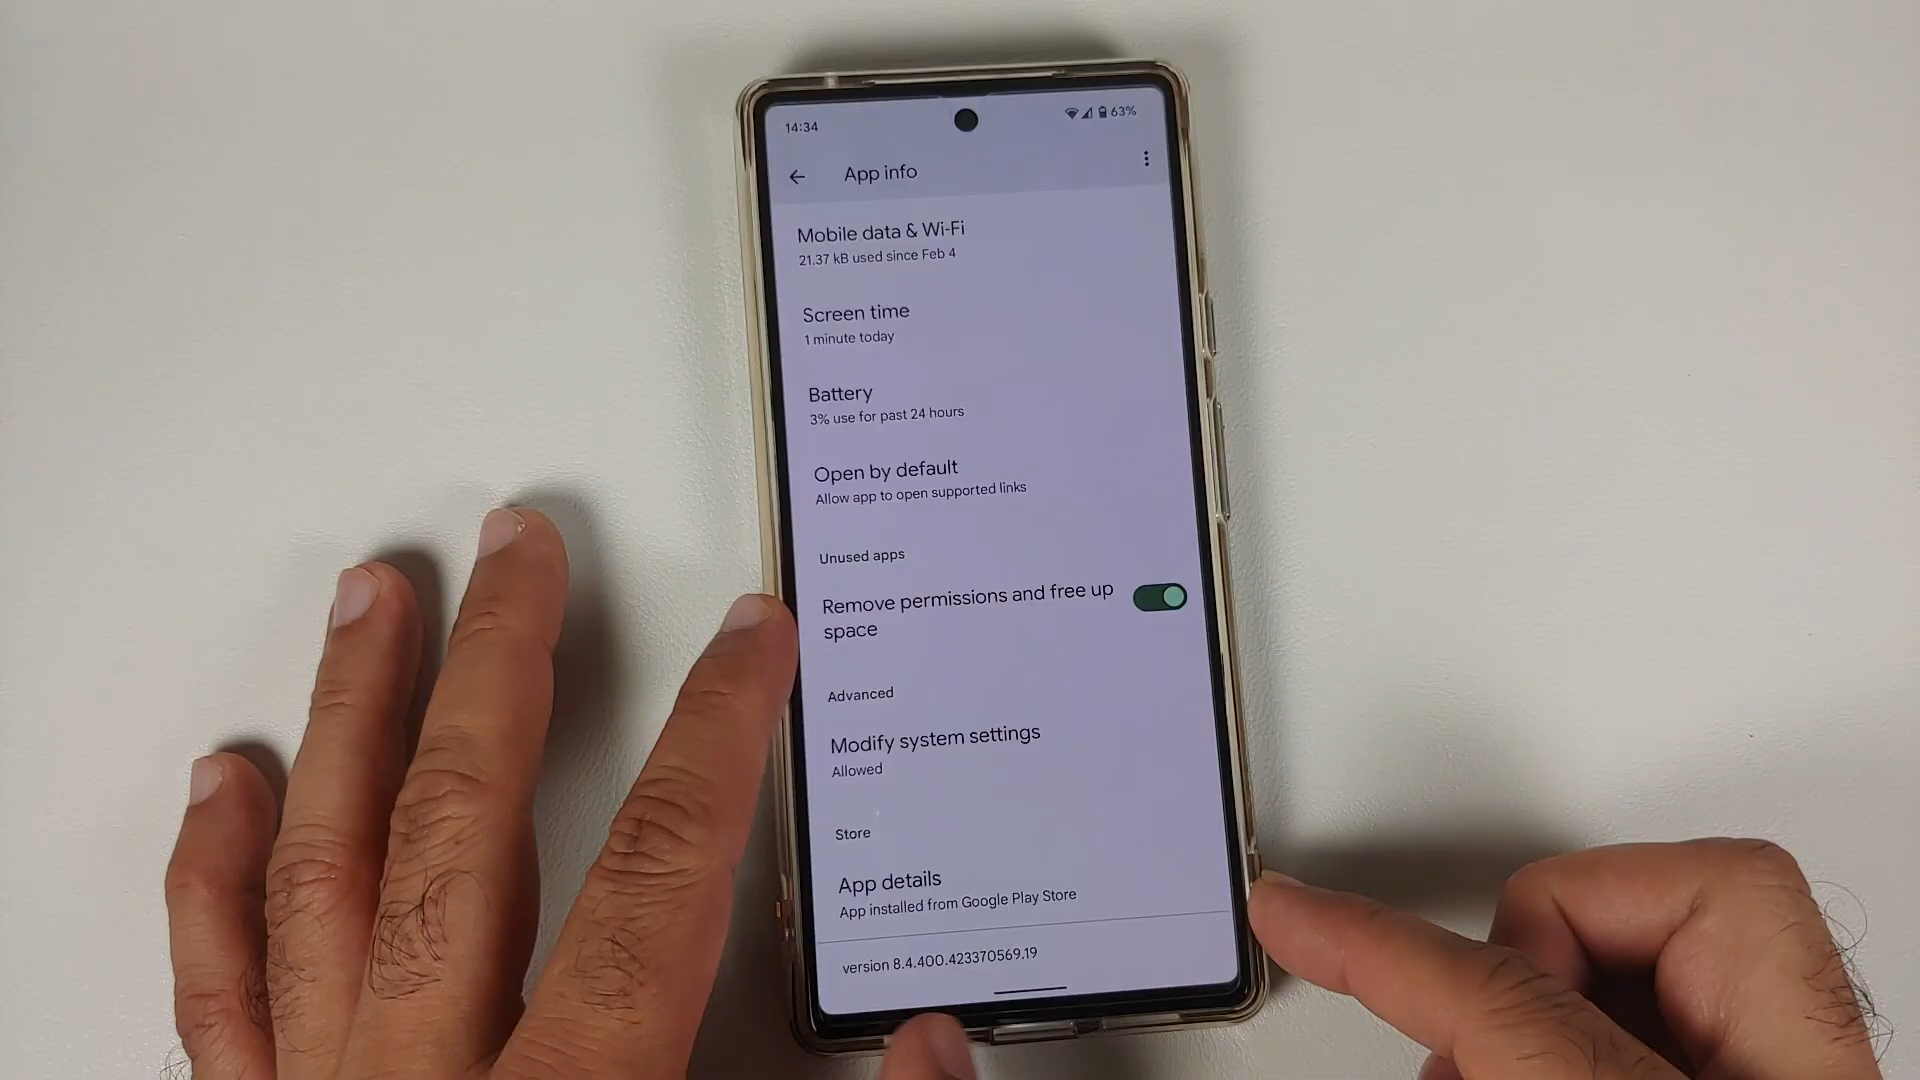 14:34
63%
App info
Mobile data & Wi-Fi
21.37 kB used since Feb 4
Screen time
1 minute today
Battery
3% use for past 24 hours
Open by default
Allow app to open supported links
Unused apps
Remove permissions and free up
space
Advanced
Modify system settings
Allowed
Store
App details
App installed from Google Play Store
version 8.4.400.423370569.19